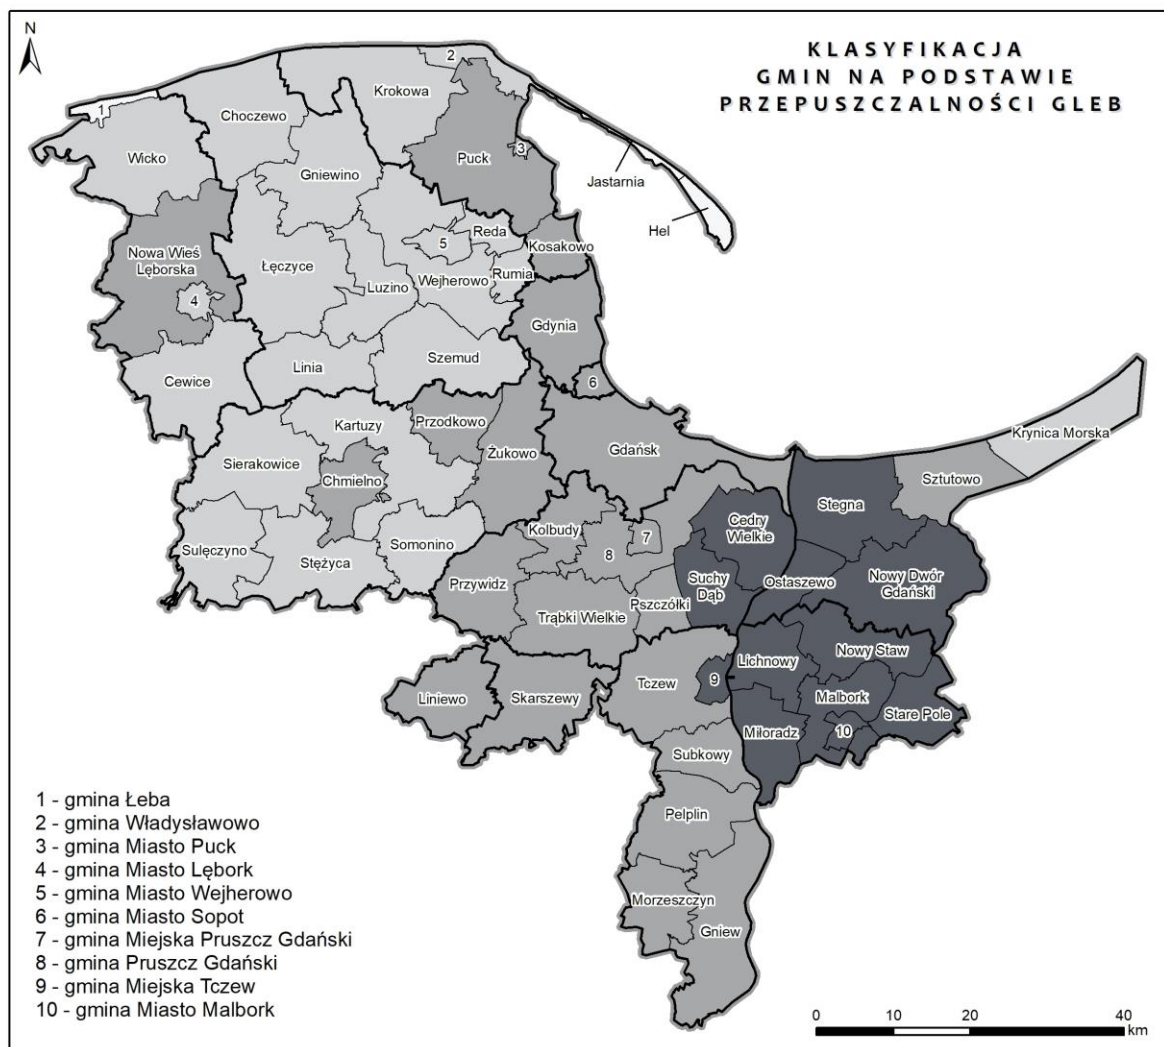 N
KLASYFIKACJA
GMIN NA PODSTAWIE
PRZEPUSZCZALNOŚCI GLEB
2
Krokowa
1
Choczewo
Wicko
Puck
3
Gniewino
Jastarnia
Hel
Reda
5
Kosakowo
Nowa Wieś
Lęborska
Łęczyce
Wejherowo
Rumia
Luzino
4
Gdynia
Szemud
Linia
Cewice
6
Kartuzy
Przodkowo
Krynica Morska
Żukowo
Gdańsk
Sierakowice
Chmielno
Sztutowo
Stegna
Kolbudy
7
Cedry
Wielkie
8
Somonino
Sulęczyno
Stężyca
Przywidz
Suchy
Dąb
Ostaszewo
Nowy Dwór
Gdański
Pszczółki
Trąbki Wielkie
Lichnowy
Nowy Staw
Tczew
9
Liniewo
Skarszewy
Malbork
Stare Pole
Miłoradz
10
Subkowy
Pelplin
Morzeszczyn
Gniew
1 - gmina Łeba
2 - gmina Władysławowo
3 - gmina Miasto Puck
4 - gmina Miasto Lębork
5 - gmina Miasto Wejherowo
6 - gmina Miasto Sopot
7 - gmina Miejska Pruszcz Gdański
8 - gmina Pruszcz Gdański
9 - gmina Miejska Tczew
10 - gmina Miasto Malbork
0 10 20 40
km